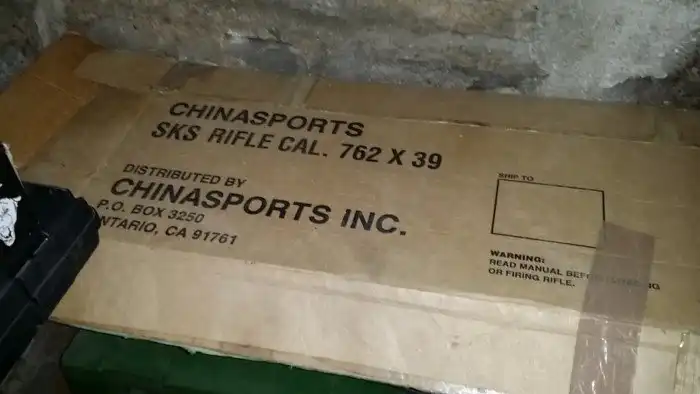 CHINASPORTS
SKS RIFLE CAL. 762 X 39
DISTRIBUTED BY
CHINASPORTS INC.
P.O. BOX 3250
NTARIO, CA 91761
SHIP TO
WARNING:
READ MANUAL BEFORE
OR FIRING RIFLE.